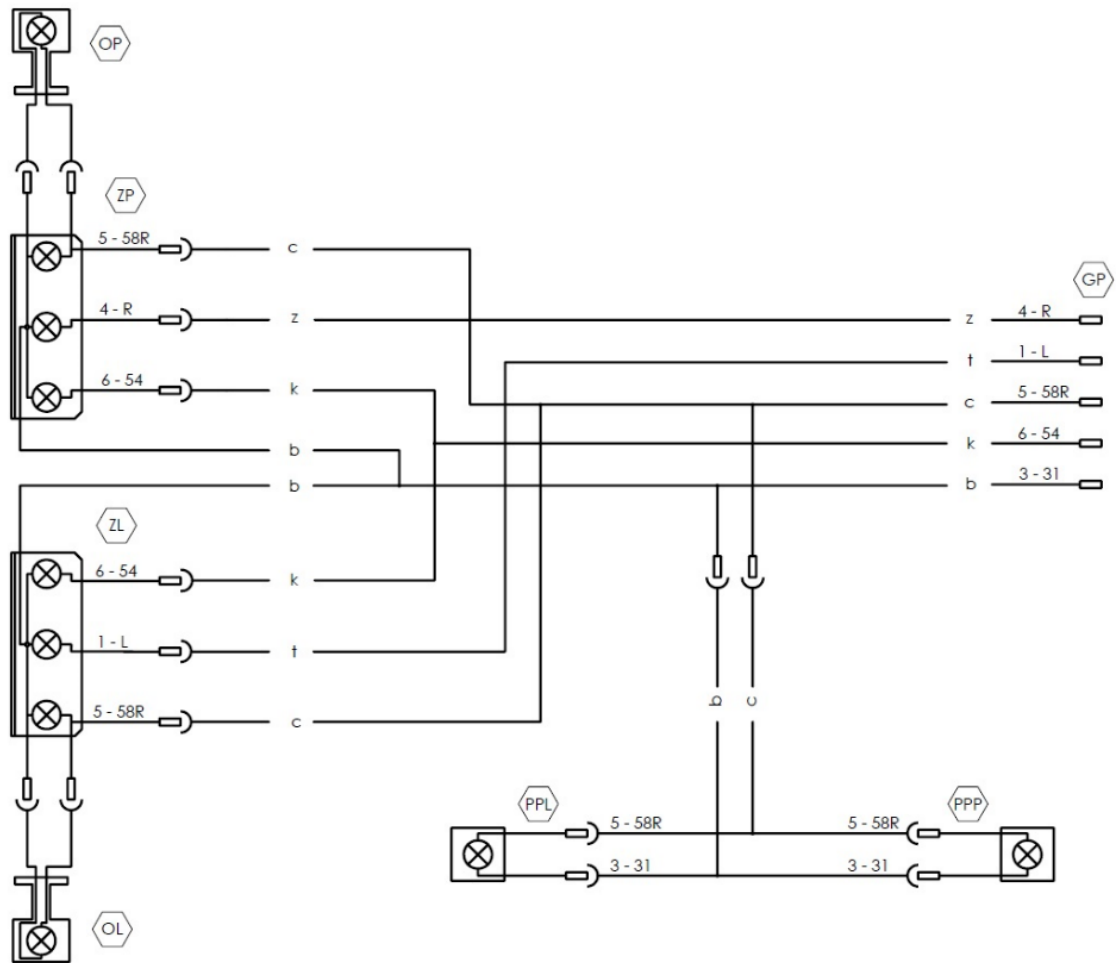 OP
ZP
5 - 58R c
GP
4 - R z z 4 - R
t 1 - L
6 - 54 k c 5 - 58R
k 6 - 54
b
b b 3 - 31
ZL
6 - 54 k
1 - L t
b c
5 - 58R c
PPL PPP
5 - 58R 5 - 58R
3 - 31 3 - 31
OL